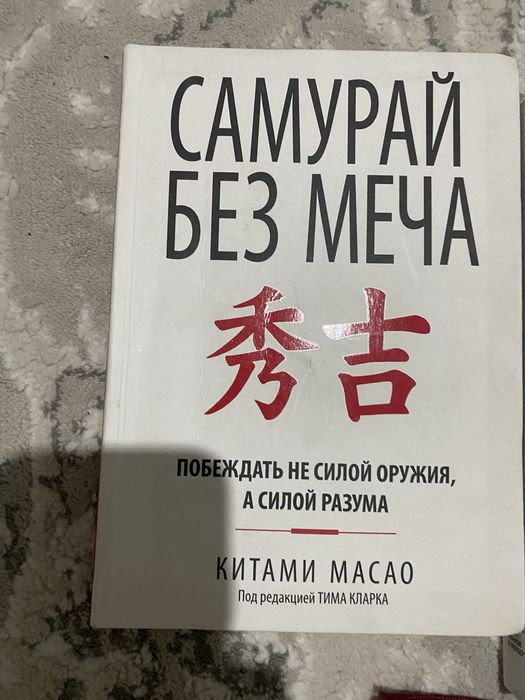 САМУРАЙ
БЕЗ МЕЧА
秀吉
ПОБЕЖДАТЬ НЕ СИЛОЙ ОРУЖИЯ,
А СИЛОЙ РАЗУМА
КИТАМИ МАСАО
Под редакцией ТИМА КЛАРКА